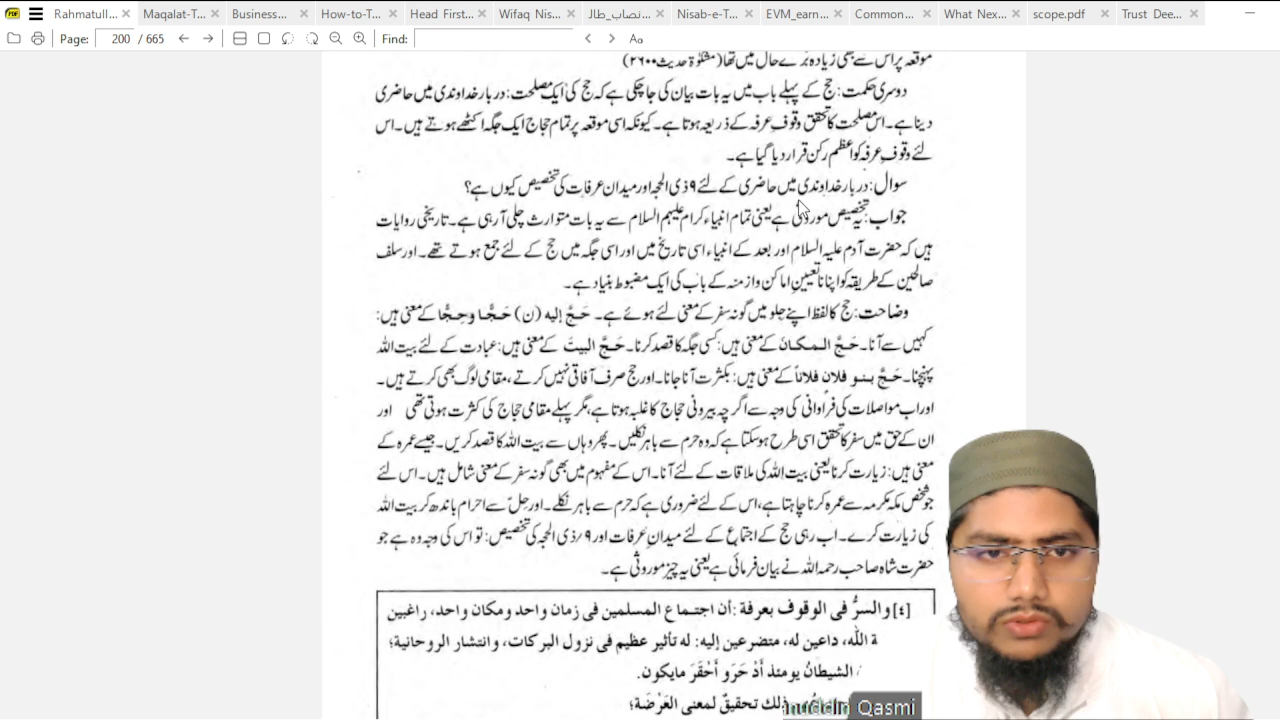 Rahmatull... × Maqalat-T... × Business... × How-to-T... × Head First... × Wifaq Nis... × نصاب_طال... × Nisab-e-T... × EVM_earn... × Common... × What Nex... × scope.pdf × Trust Dee... ×
Page: 200 / 665 Find: Aa
موقعہ پر اس سے بھی زیادہ بُرے حال میں تھا (مشکوٰۃ حدیث ۲۶۰۰)
دوسری حکمت: حج کے پہلے باب میں یہ بات بیان کی جا چکی ہے کہ حج کی ایک مصلحت: دربار خداوندی میں حاضری
دینا ہے۔ اس مصلحت کا تحقق وقوفِ عرفہ کے ذریعہ ہوتا ہے۔ کیونکہ اسی موقعہ پر تمام حجاج ایک جگہ اکٹھے ہوتے ہیں۔ اس
لئے وقوفِ عرفہ کو اعظم رکن قرار دیا گیا ہے۔
سوال: دربار خداوندی میں حاضری کے لئے ۹ ذی الحجہ اور میدان عرفات کی تخصیص کیوں ہے؟
جواب: یہ تخصیص موروثی ہے یعنی تمام انبیاء کرام علیہم السلام سے یہ بات متوارث چلی آ رہی ہے۔ تاریخی روایات
ہیں کہ حضرت آدم علیہ السلام اور بعد کے انبیاء اسی تاریخ میں اور اسی جگہ میں حج کے لئے جمع ہوتے تھے۔ اور سلف
صالحین کے طریقہ کو اپنانا تعیینِ اماکن وازمنہ کے باب کی ایک مضبوط بنیاد ہے۔
وضاحت: حج کا لفظ اپنے جلو میں گونہ سفر کے معنی لئے ہوئے ہے۔ حَجَّ إليه (ن) حَجًّا وحِجًّا کے معنی ہیں:
کہیں سے آنا۔ حَجَّ المکانَ کے معنی ہیں: کسی جگہ کا قصد کرنا۔ حَجَّ البيتَ کے معنی ہیں: عبادت کے لئے بیت اللہ
پہنچنا۔ حَجَّ بنو فلان فلاناً کے معنی ہیں: بکثرت آنا جانا۔ اور حج صرف آفاقی نہیں کرتے، مقامی لوگ بھی کرتے ہیں۔
اور اب مواصلات کی فراوانی کی وجہ سے اگرچہ بیرونی حجاج کا غلبہ ہوتا ہے، مگر پہلے مقامی حجاج کی کثرت ہوتی تھی اور
ان کے حق میں سفر کا تحقق اسی طرح ہو سکتا ہے کہ وہ حرم سے باہر نکلیں۔ پھر وہاں سے بیت اللہ کا قصد کریں۔ جیسے عمرہ کے
معنی ہیں: زیارت کرنا یعنی بیت اللہ کی ملاقات کے لئے آنا۔ اس کے مفہوم میں بھی گونہ سفر کے معنی شامل ہیں۔ اس لئے
جو شخص مکہ مکرمہ سے عمرہ کرنا چاہتا ہے، اس کے لئے ضروری ہے کہ حرم سے باہر نکلے۔ اور حِلّ سے احرام باندھ کر بیت اللہ
کی زیارت کرے۔ اب رہی حج کے اجتماع کے لئے میدانِ عرفات اور ۹/ذی الحجہ کی تخصیص: تو اس کی وجہ وہ ہے جو
حضرت شاہ صاحب رحمہ اللہ نے بیان فرمائی ہے یعنی یہ چیز موروثی ہے۔
[٤] والسرُّ فى الوقوف بعرفة: أن اجتماع المسلمين فى زمان واحد ومكان واحد، راغبين
ة الله، داعين له، متضرعين إليه: له تأثير عظيم فى نزول البركات، وانتشار الروحانية؛
الشيطانُ يومئذ أَدْحَرَ و أَحْقَرَ مايكون.
ذلك تحقيقٌ لمعنى العَرْضَة؛
Qasmi